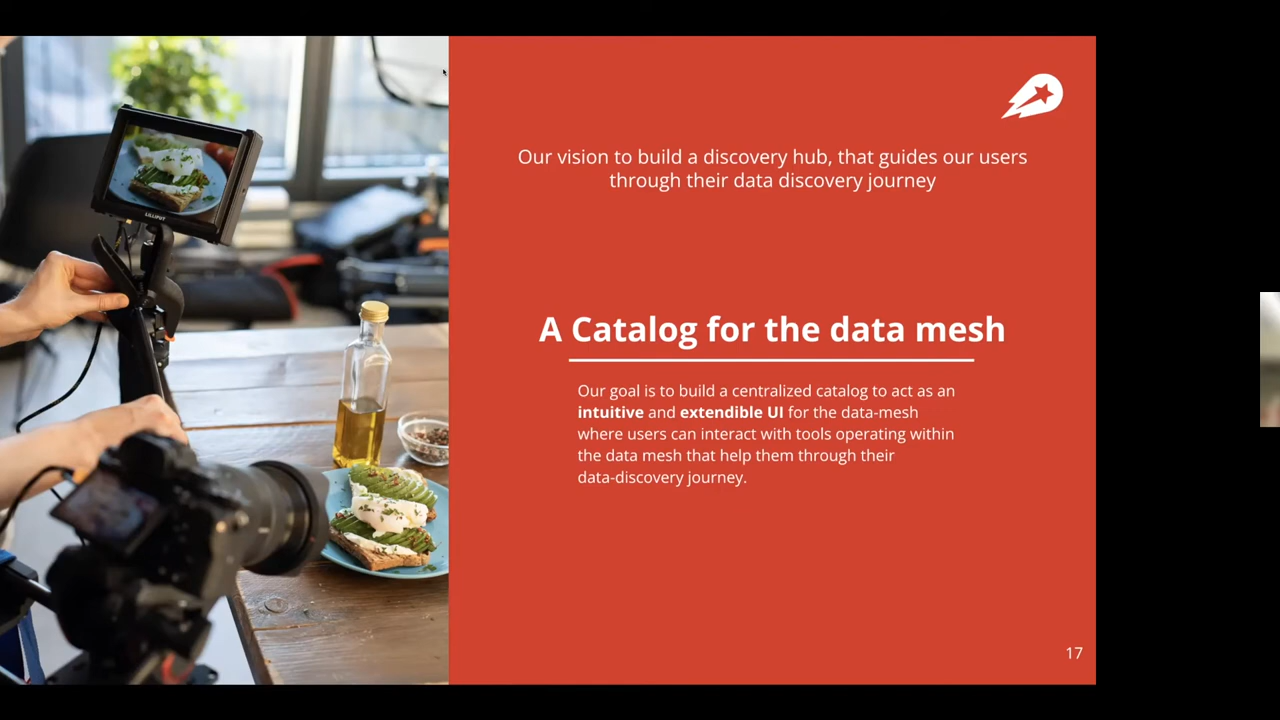 LILLIPUT
Our vision to build a discovery hub, that guides our users
through their data discovery journey
A Catalog for the data mesh
Our goal is to build a centralized catalog to act as an
intuitive and extendible UI for the data-mesh
where users can interact with tools operating within
the data mesh that help them through their
data-discovery journey.
17